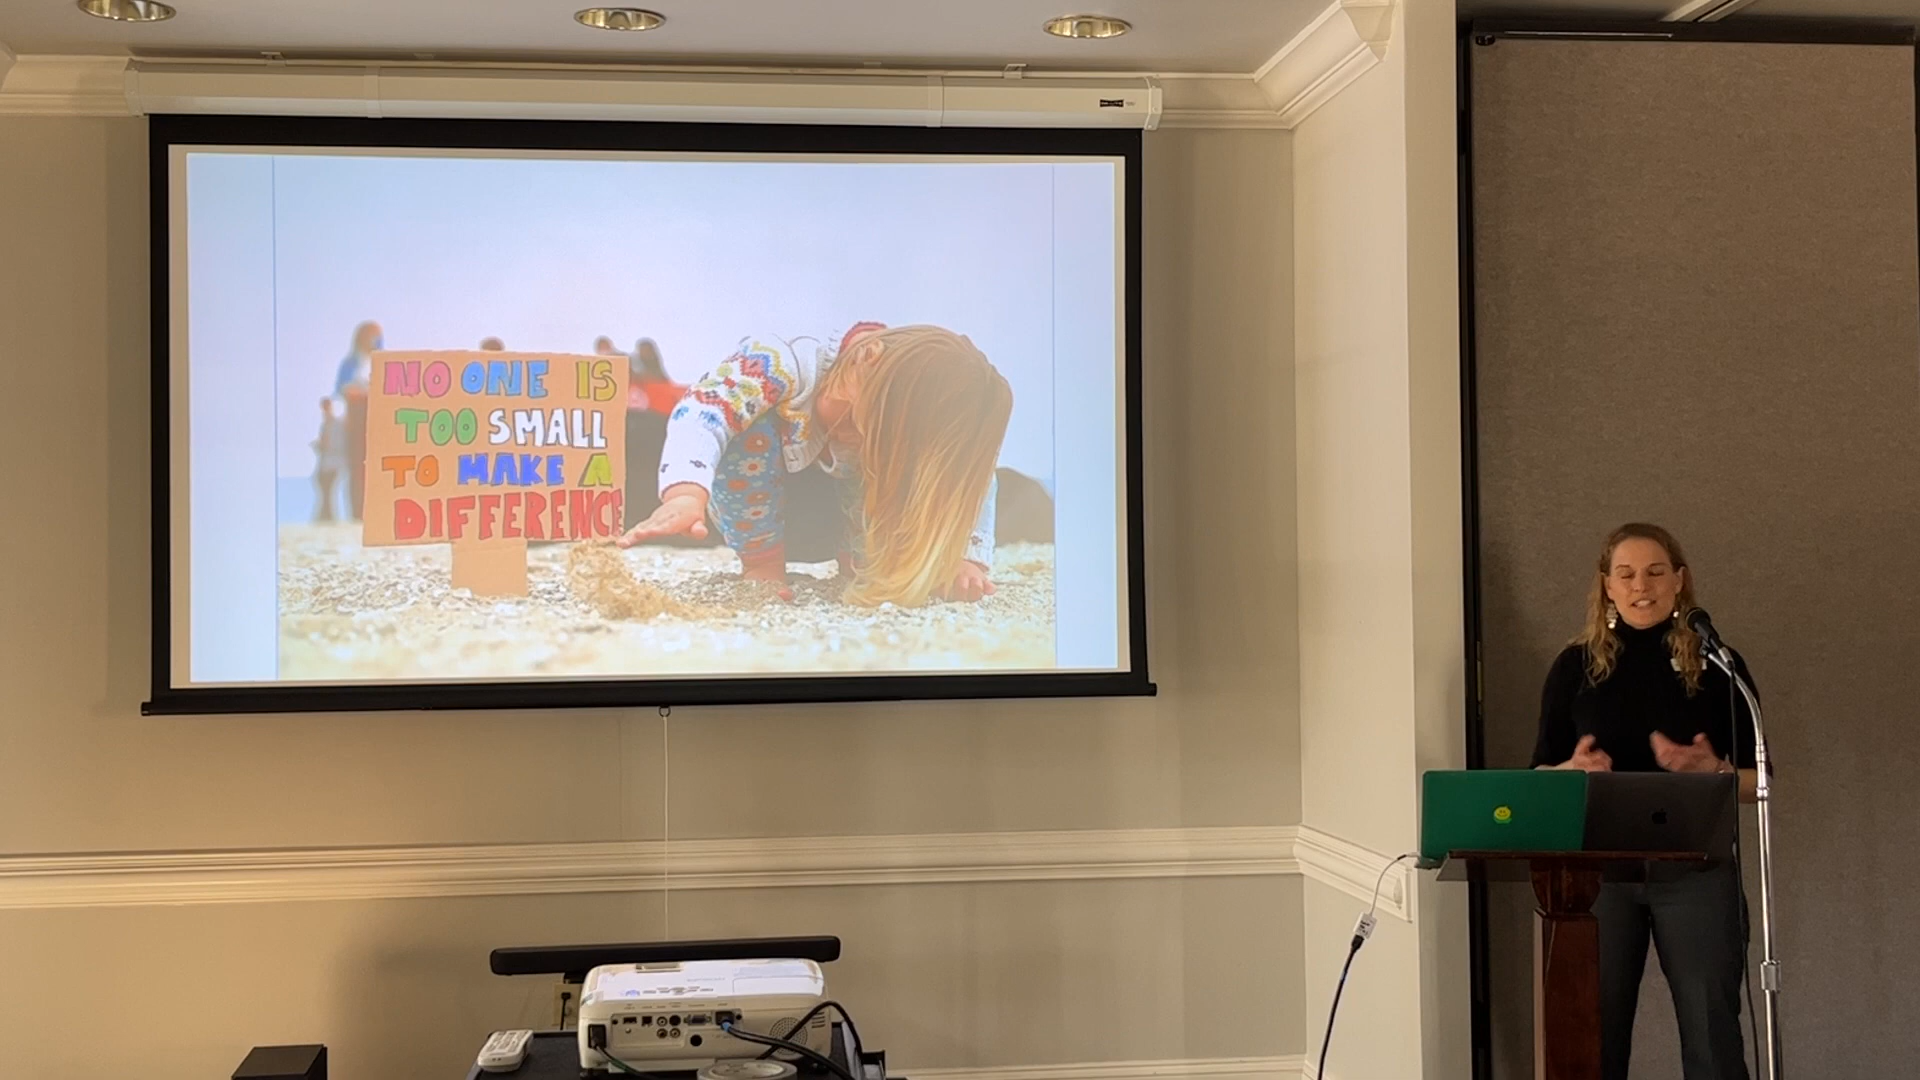 NO ONE IS
TOO SMALL
TO MAKE A
DIFFERENCE